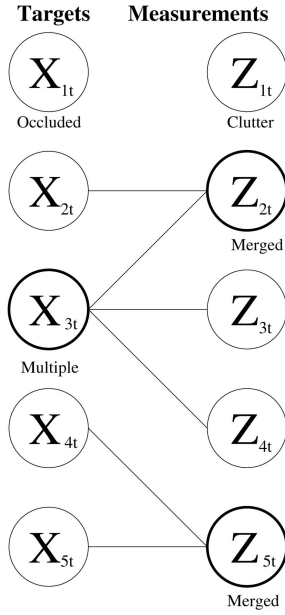 Targets Measurements
X1t Z1t
Occluded Clutter
X2t Z2t
Merged
X3t Z3t
Multiple
X4t Z4t
X5t Z5t
Merged